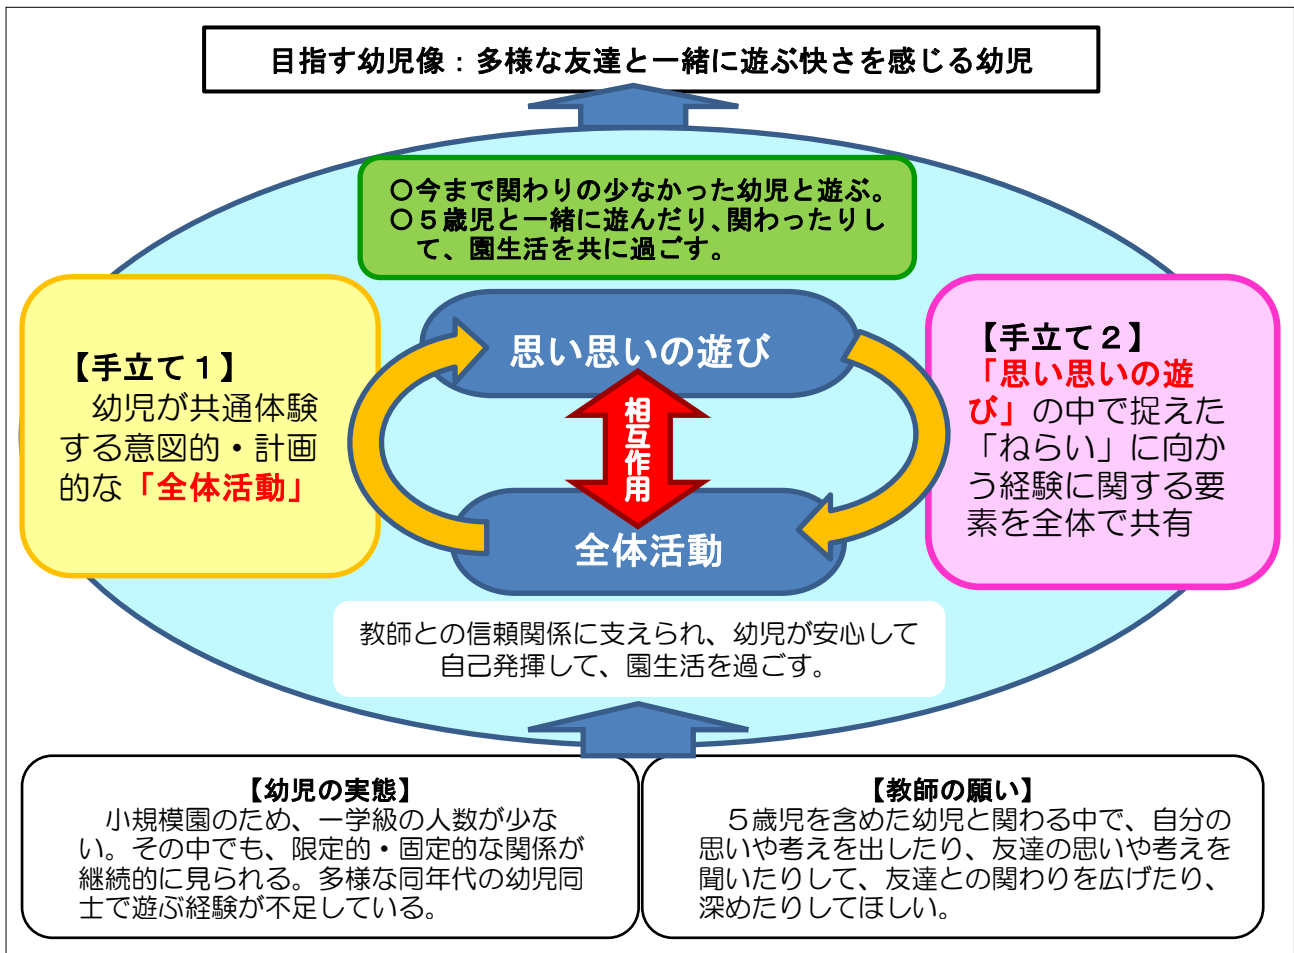 目指す幼児像：多様な友達と一緒に遊ぶ快さを感じる幼児
○今まで関わりの少なかった幼児と遊ぶ。
○５歳児と一緒に遊んだり、関わったりし
て、園生活を共に過ごす。
【手立て１】
幼児が共通体験
する意図的・計画
的な「全体活動」
思い思いの遊び
相互作用
全体活動
【手立て２】
「思い思いの遊
び」の中で捉えた
「ねらい」に向か
う経験に関する要
素を全体で共有
教師との信頼関係に支えられ、幼児が安心して
自己発揮して、園生活を過ごす。
【幼児の実態】
小規模園のため、一学級の人数が少な
い。その中でも、限定的・固定的な関係が
継続的に見られる。多様な同年代の幼児同
士で遊ぶ経験が不足している。
【教師の願い】
５歳児を含めた幼児と関わる中で、自分の
思いや考えを出したり、友達の思いや考えを
聞いたりして、友達との関わりを広げたり、
深めたりしてほしい。